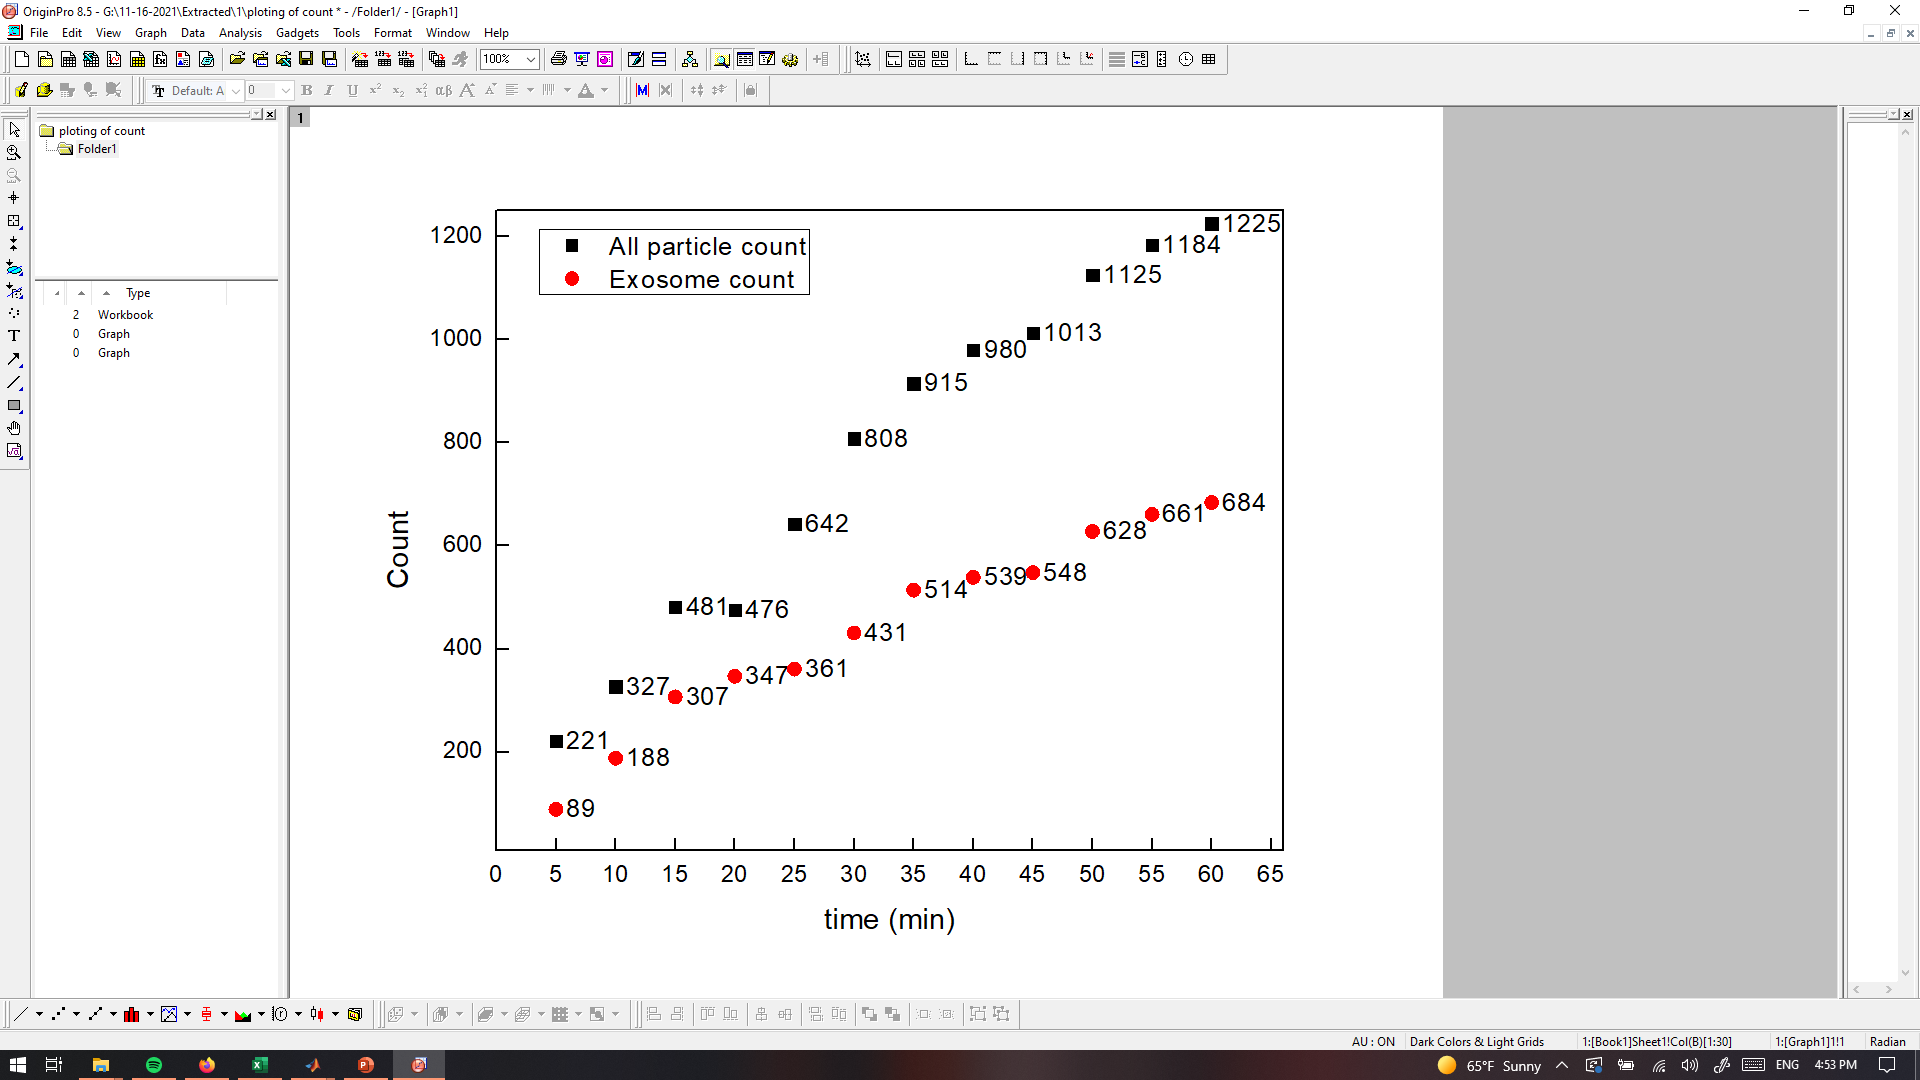 OriginPro 8.5 - G:\11-16-2021\Extracted\1\ploting of count * - /Folder1/ - [Graph1]
File Edit View Graph Data Analysis Gadgets Tools Format Window Help
100%
Default: A 0 B I U
ploting of count
Folder1
Type
2 Workbook
0 Graph
0 Graph
1
All particle count
Exosome count
1200
1000
800
600
400
200
Count
1225
1184
1125
1013
980
915
808
642
481
476
327
221
684
661
628
548
539
514
431
361
347
307
188
89
0 5 10 15 20 25 30 35 40 45 50 55 60 65
time (min)
AU : ON Dark Colors & Light Grids 1:[Book1]Sheet1!Col(B)[1:30] 1:[Graph1]1!1 Radian
65°F Sunny ENG 4:53 PM